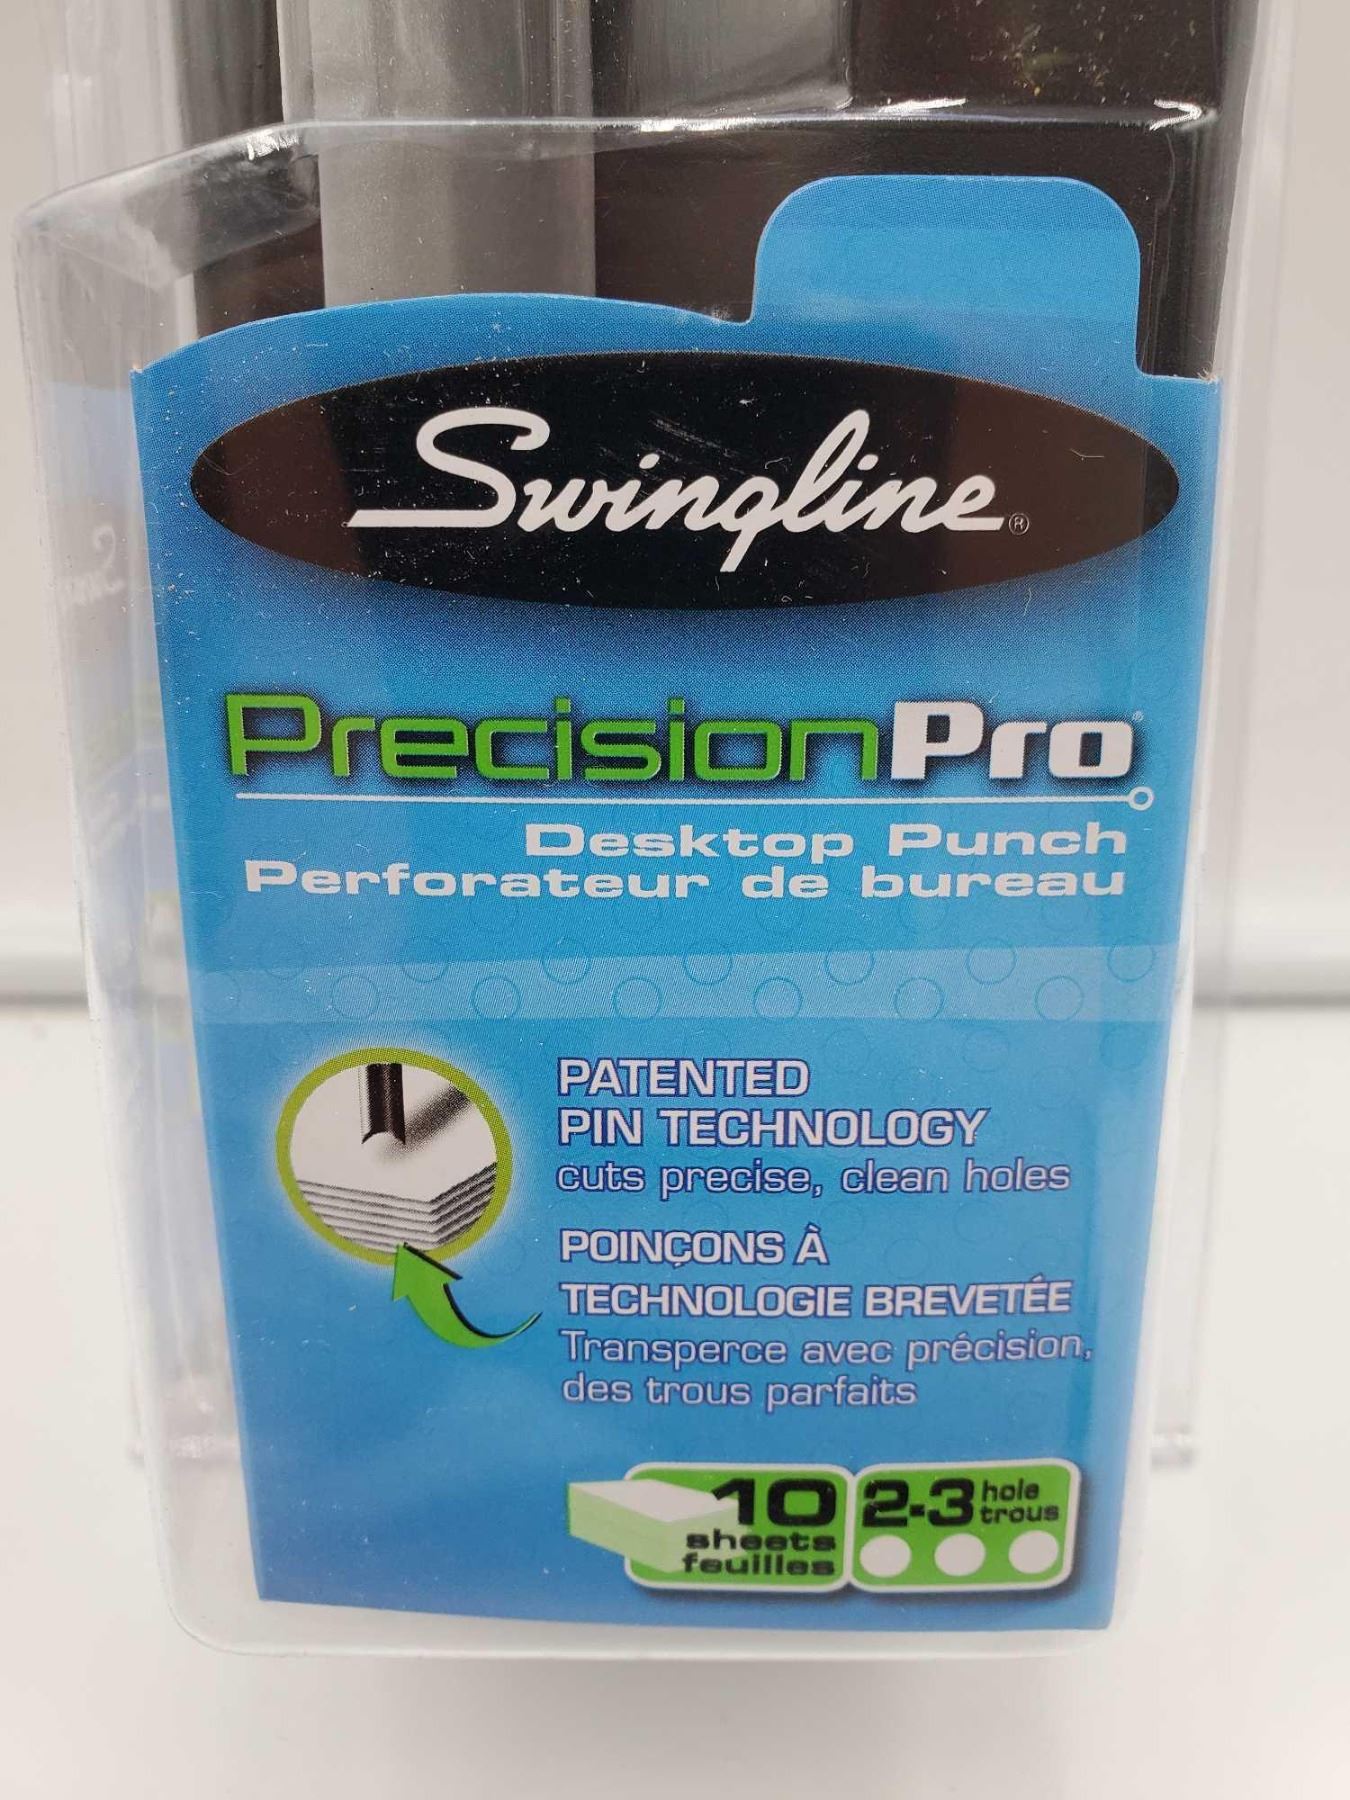 Swingline®
PrecisionPro®
Desktop Punch
Perforateur de bureau
PATENTED
PIN TECHNOLOGY
cuts precise, clean holes
POINÇONS À
TECHNOLOGIE BREVETÉE
Transperce avec précision,
des trous parfaits
10
sheets
feuilles
2-3 hole
trous